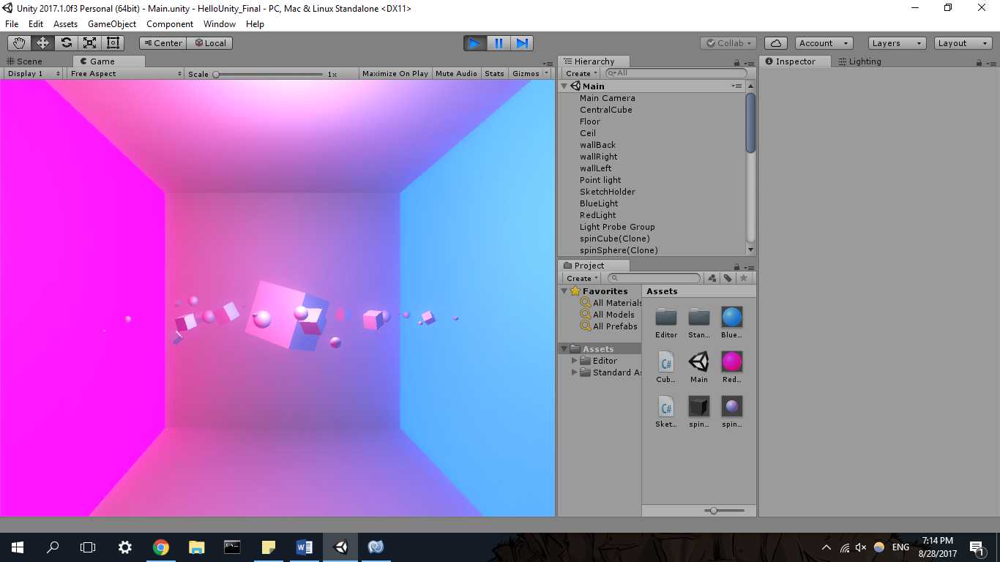 Unity 2017.1.0f3 Personal (64bit) - Main.unity - HelloUnity_Final - PC, Mac & Linux Standalone <DX11>
File Edit Assets GameObject Component Window Help
Center Local Collab Account Layers Layout
Scene Game
Display 1 Free Aspect Scale 1x Maximize On Play Mute Audio Stats Gizmos
Hierarchy
Create All
Main
Main Camera
CentralCube
Floor
Ceil
wallBack
wallRight
wallLeft
Point light
SketchHolder
BlueLight
RedLight
Light Probe Group
spinCube(Clone)
spinSphere(Clone)
Project
Create
Favorites
All Materials
All Models
All Prefabs
Assets
Editor
Standard As
Assets
Editor Stan... Blue...
C# C#
Cub... Main Red...
Sket... spin... spin...
Inspector Lighting
ENG
7:14 PM
8/28/2017
1